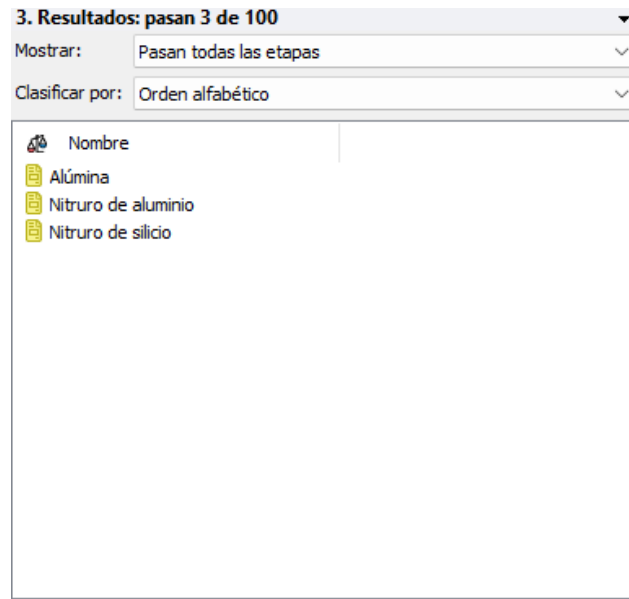 3. Resultados: pasan 3 de 100
Mostrar: Pasan todas las etapas
Clasificar por: Orden alfabético
Nombre
Alúmina
Nitruro de aluminio
Nitruro de silicio